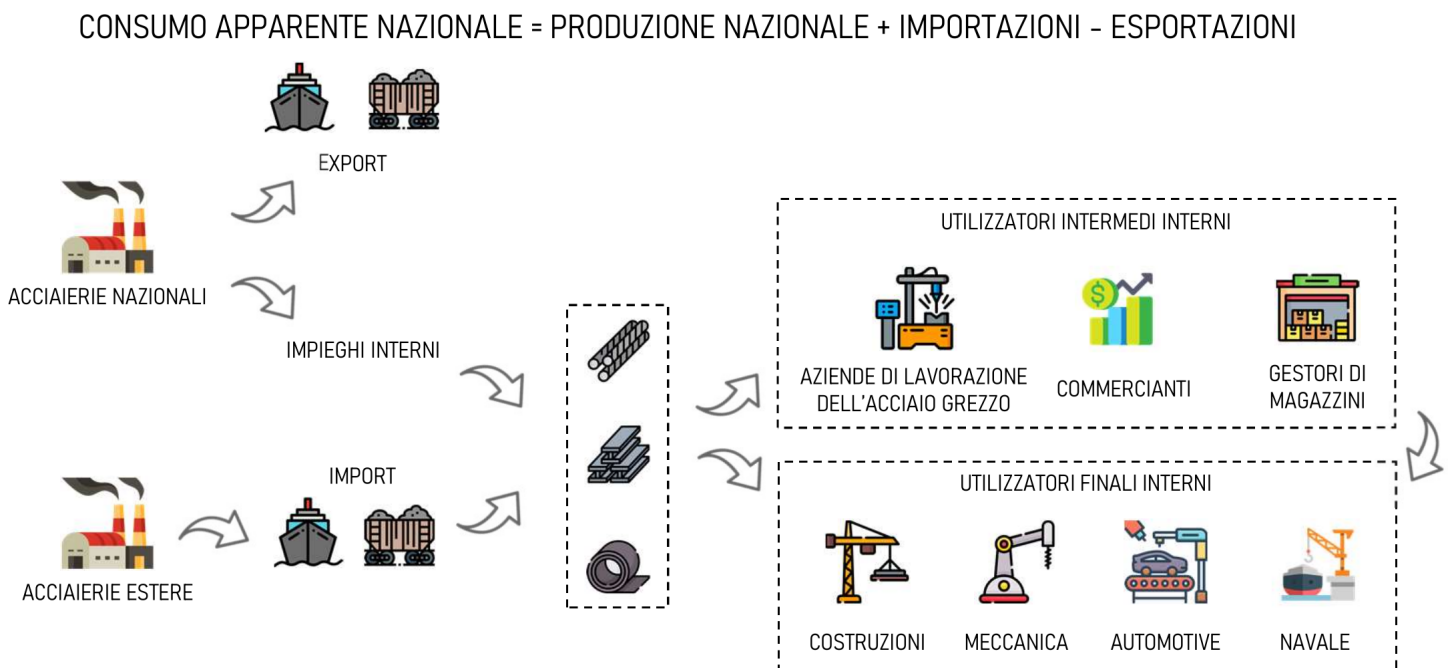 CONSUMO APPARENTE NAZIONALE = PRODUZIONE NAZIONALE + IMPORTAZIONI - ESPORTAZIONI
EXPORT
ACCIAIERIE NAZIONALI
IMPIEGHI INTERNI
IMPORT
ACCIAIERIE ESTERE
UTILIZZATORI INTERMEDI INTERNI
$
AZIENDE DI LAVORAZIONE
DELL'ACCIAIO GREZZO
COMMERCIANTI
GESTORI DI
MAGAZZINI
UTILIZZATORI FINALI INTERNI
COSTRUZIONI
MECCANICA
AUTOMOTIVE
NAVALE